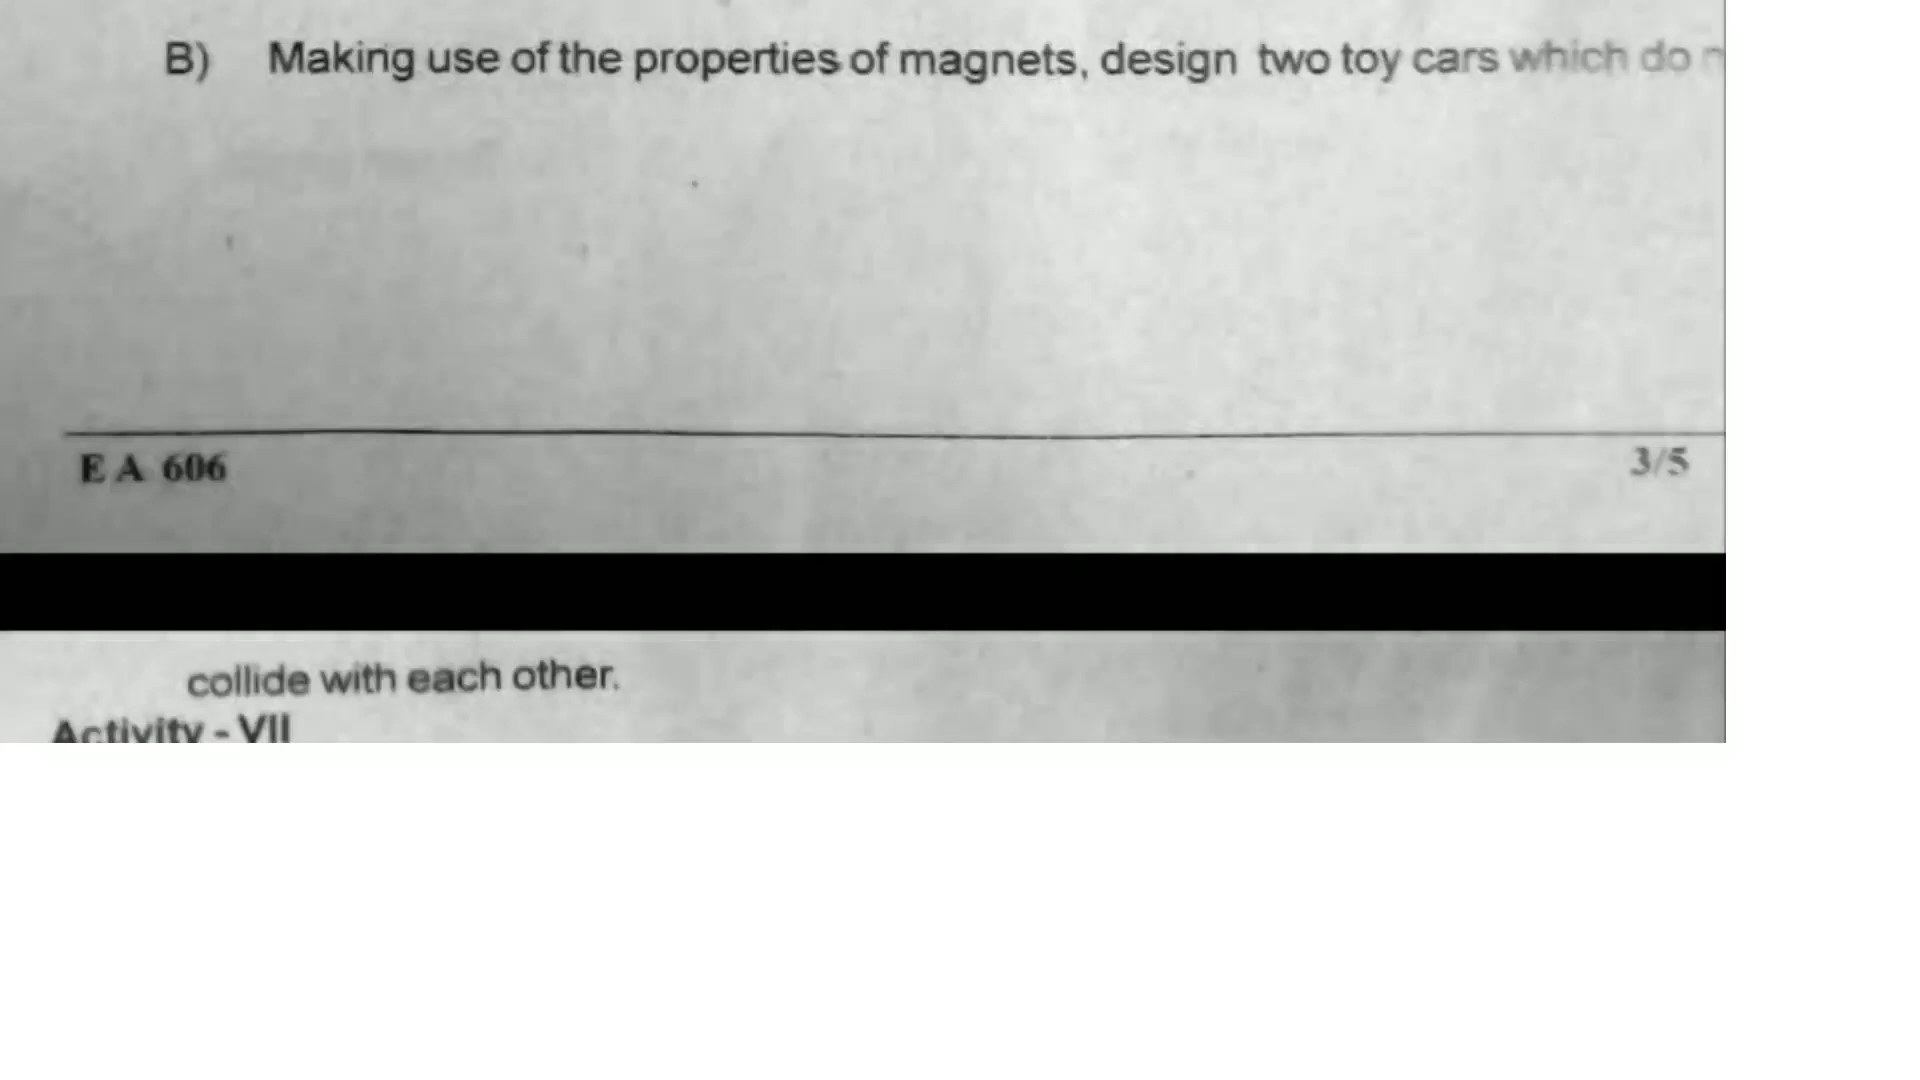 B) Making use of the properties of magnets, design two toy cars which do
E A 606
3/5
collide with each other.
Activity - VII